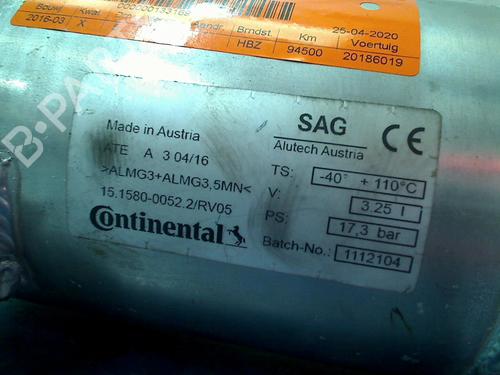 Bouwj
2016-03
Kwal
X
Brndst
HBZ
Km
94500
25-04-2020
Voertuig
20186019
B-PARTS
Made in Austria
ATE A 3 04/16
>ALMG3+ALMG3,5MN<
15.1580-0052.2/RV05
Continental
SAG
Alutech Austria
CE
TS: -40° + 110°C
V: 3.25 l
PS: 17,3 bar
Batch-No.: 1112104